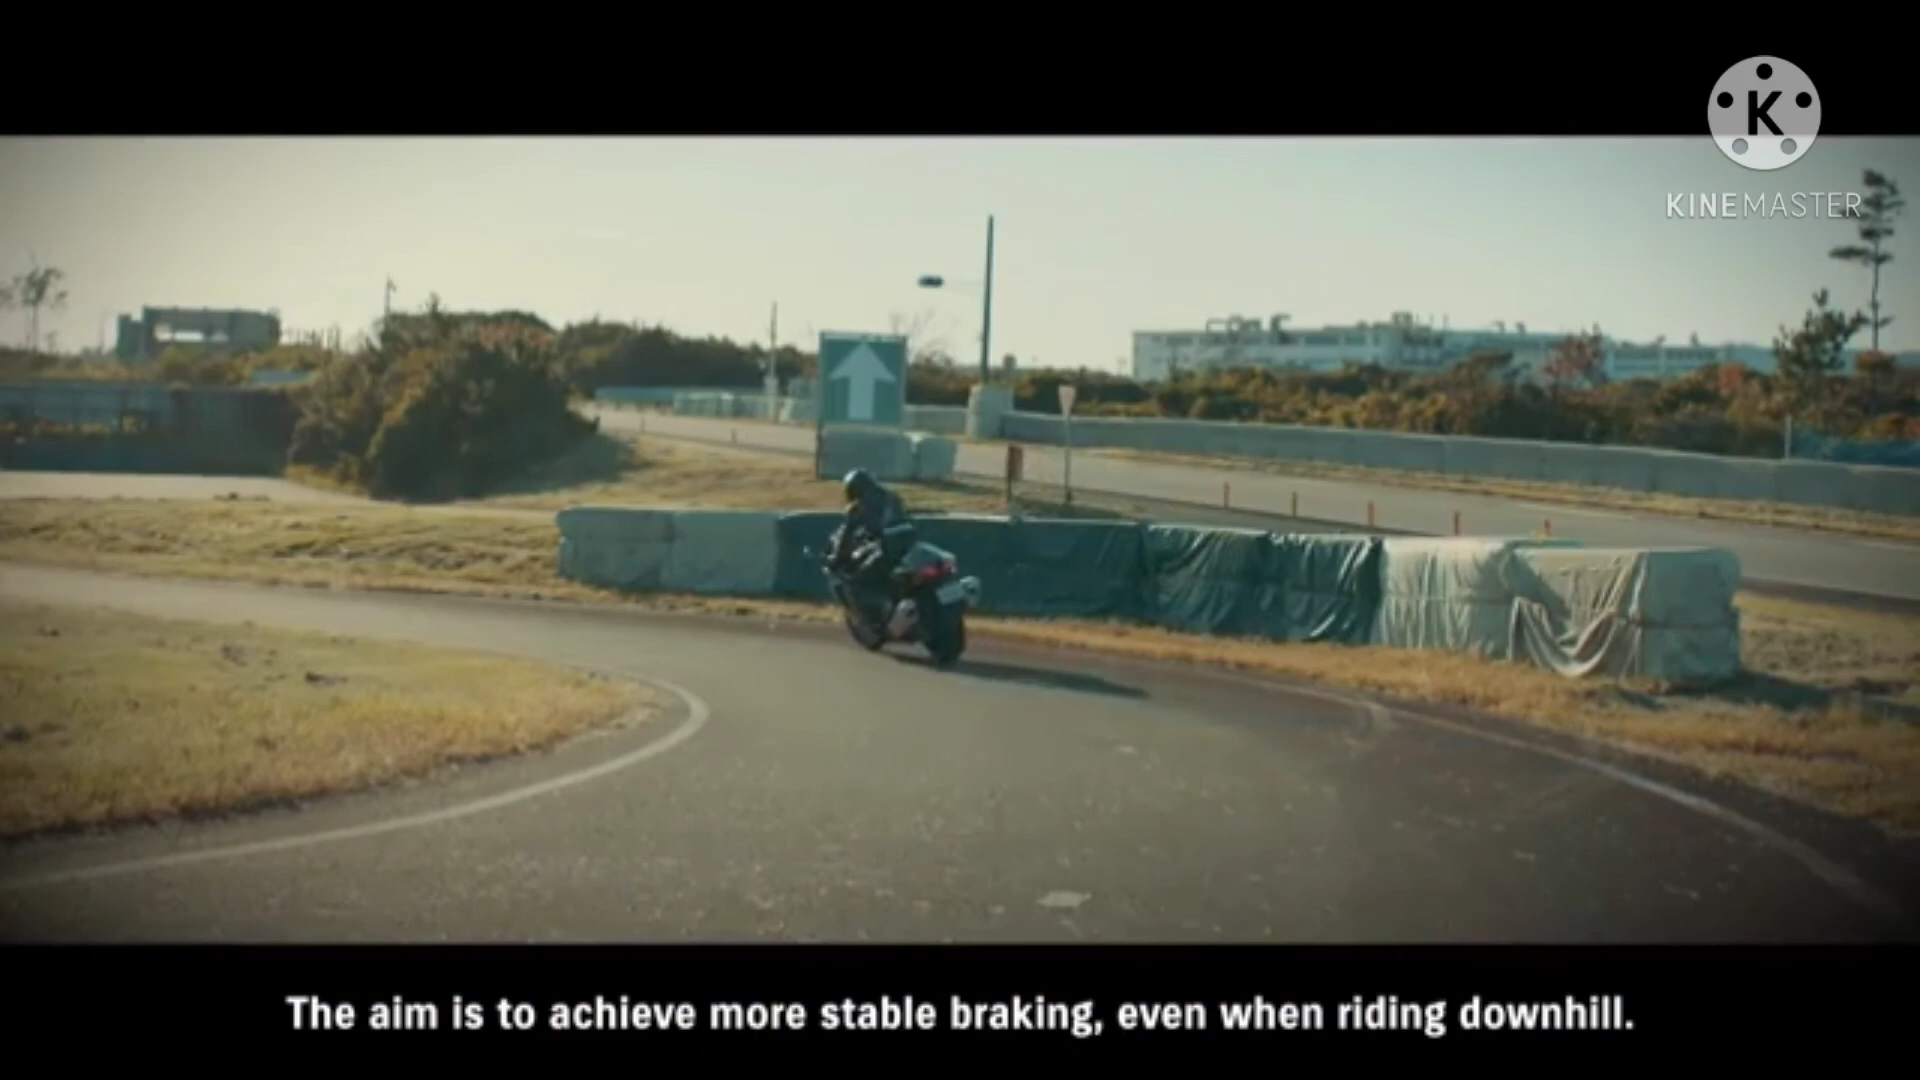 K
KINEMASTER
The aim is to achieve more stable braking, even when riding downhill.